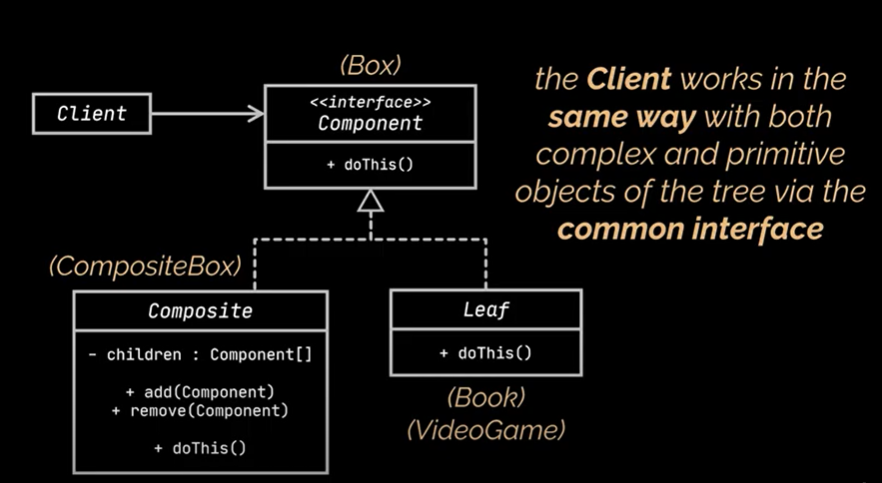 (Box)
Client
<<interface>>
Component
+ doThis()
the Client works in the
same way with both
complex and primitive
objects of the tree via the
common interface
(CompositeBox)
Composite
- children : Component[]
+ add(Component)
+ remove(Component)
+ doThis()
Leaf
+ doThis()
(Book)
(VideoGame)